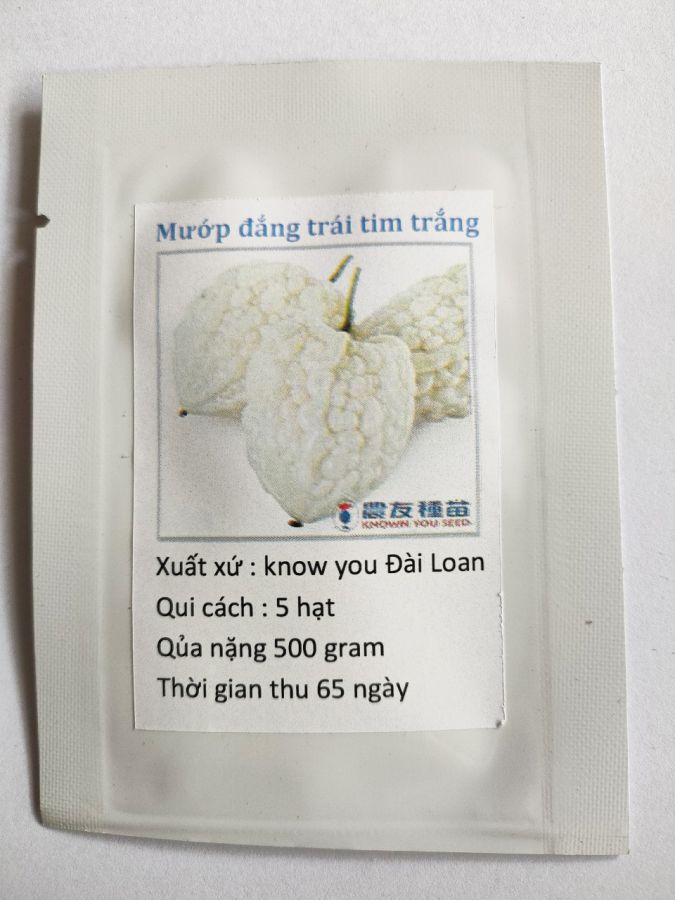 Mướp đắng trái tim trắng
農友種苗
KNOWN YOU SEED
Xuất xứ : know you Đài Loan
Qui cách : 5 hạt
Qủa nặng 500 gram
Thời gian thu 65 ngày